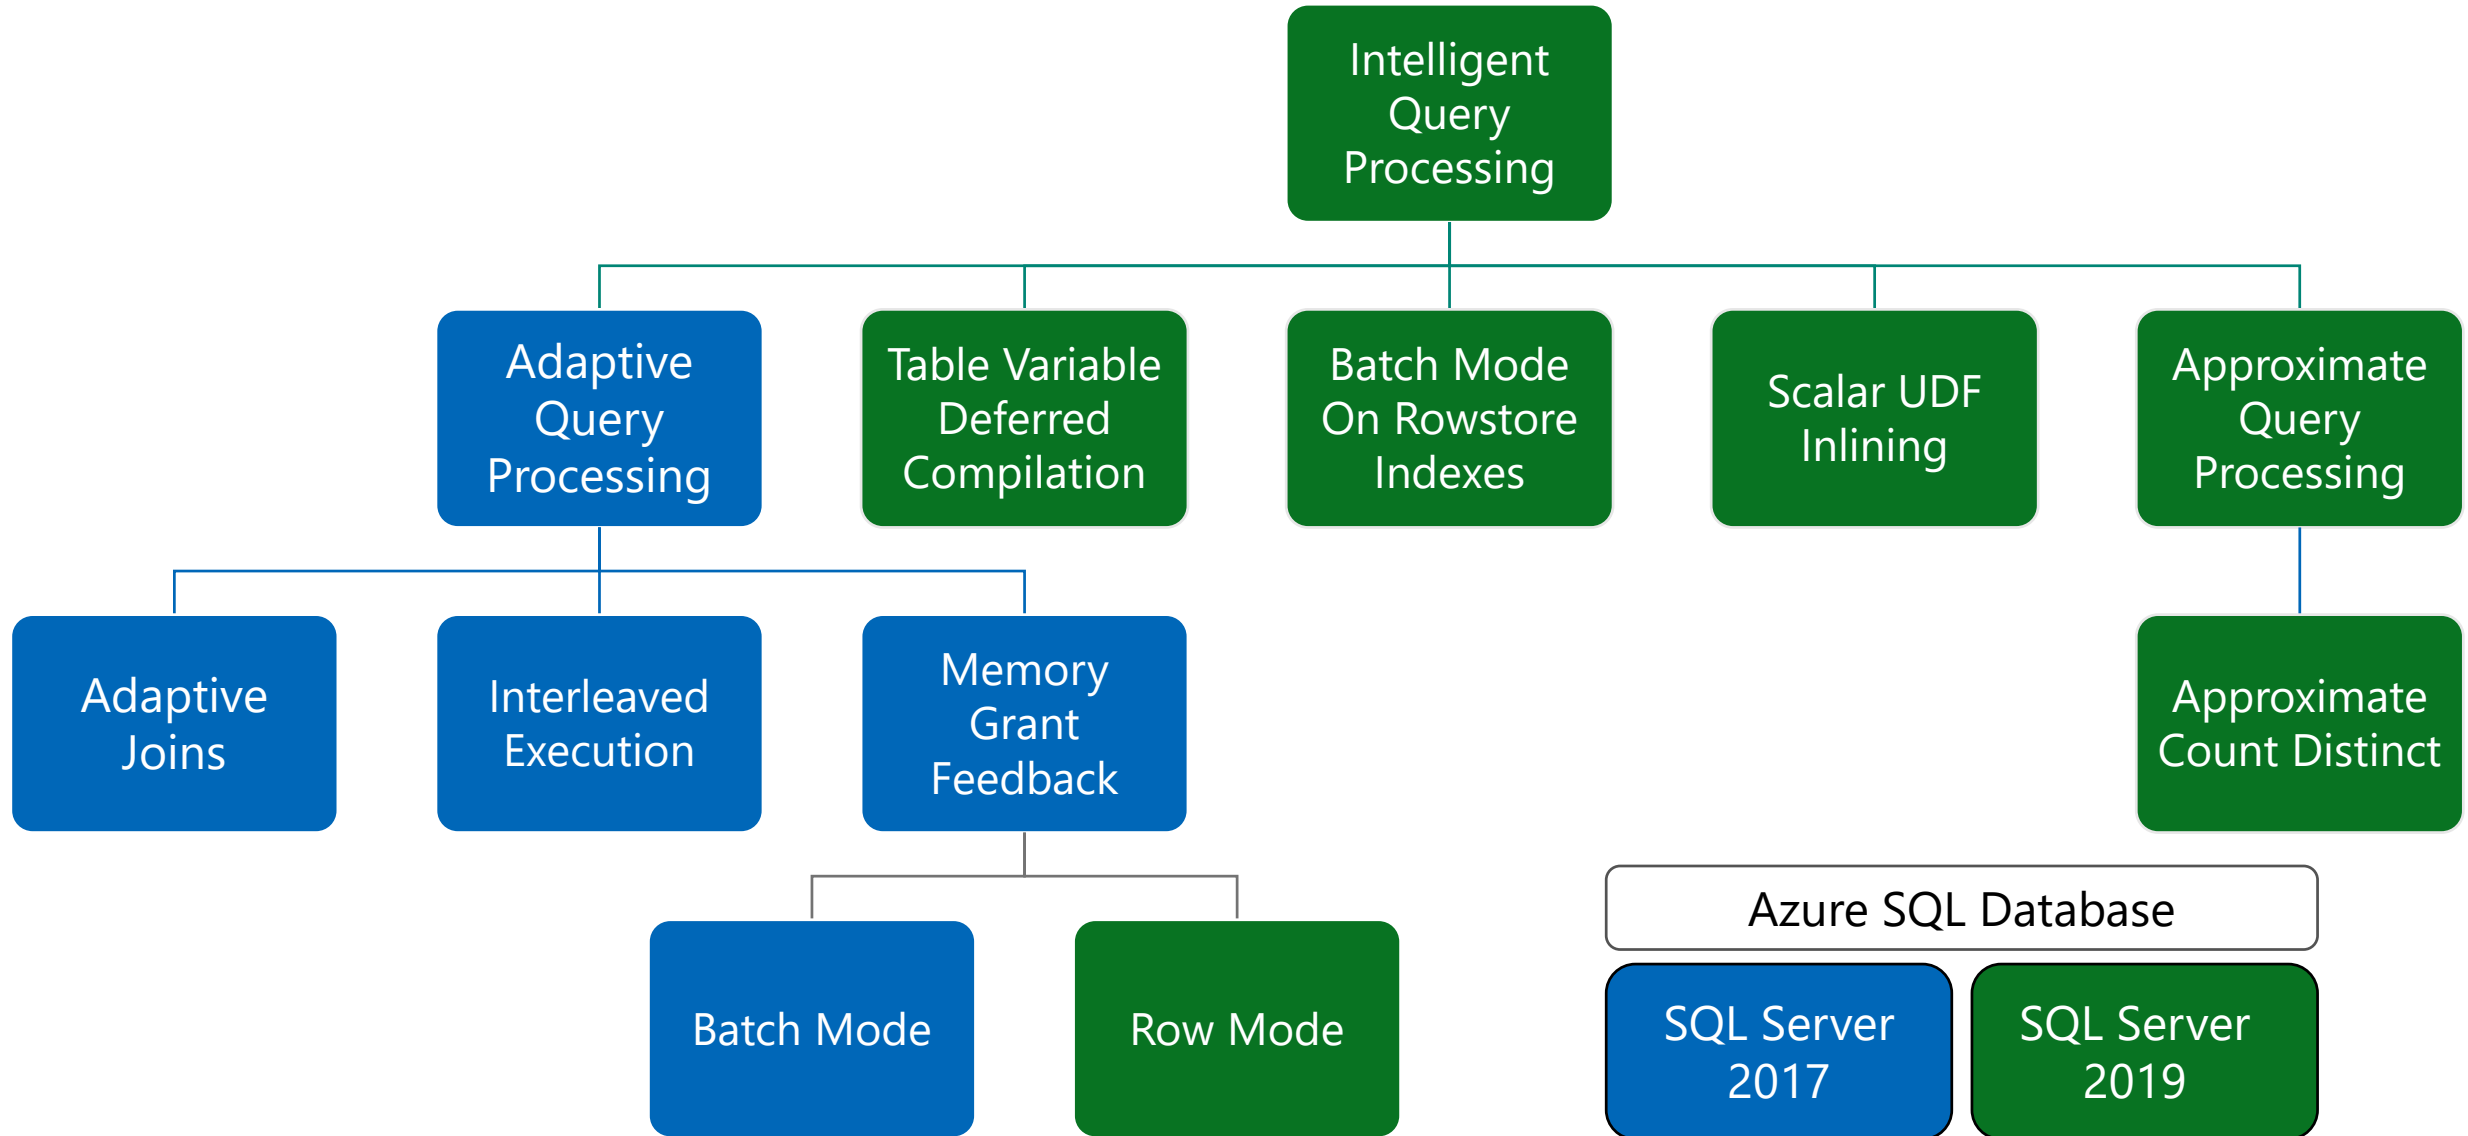 Intelligent
Query
Processing
Adaptive
Query
Processing
Table Variable
Deferred
Compilation
Batch Mode
On Rowstore
Indexes
Scalar UDF
Inlining
Approximate
Query
Processing
Adaptive
Joins
Interleaved
Execution
Memory
Grant
Feedback
Approximate
Count Distinct
Batch Mode
Row Mode
Azure SQL Database
SQL Server
2017
SQL Server
2019